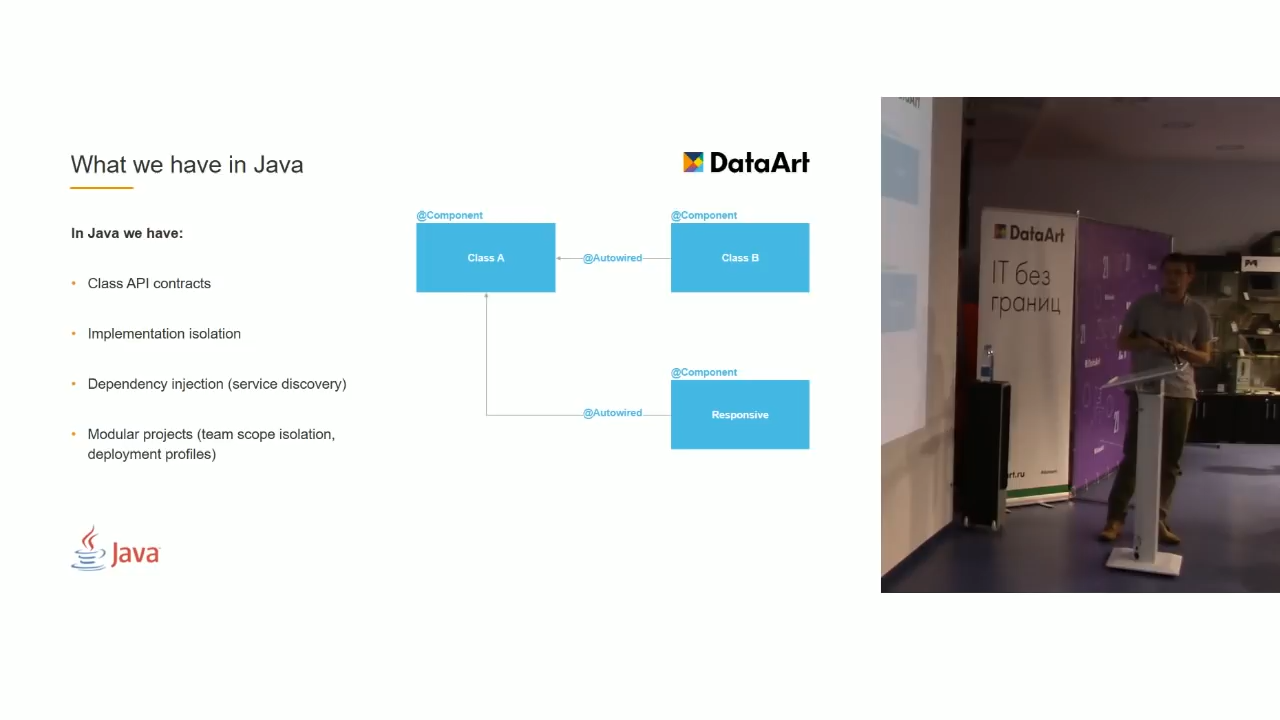 What we have in Java
DataArt
In Java we have:
• Class API contracts
• Implementation isolation
• Dependency injection (service discovery)
• Modular projects (team scope isolation,
deployment profiles)
@Component
Class A
@Autowired
@Component
Class B
@Component
@Autowired
Responsive
Java
DataArt
IT без
границ
DataArt